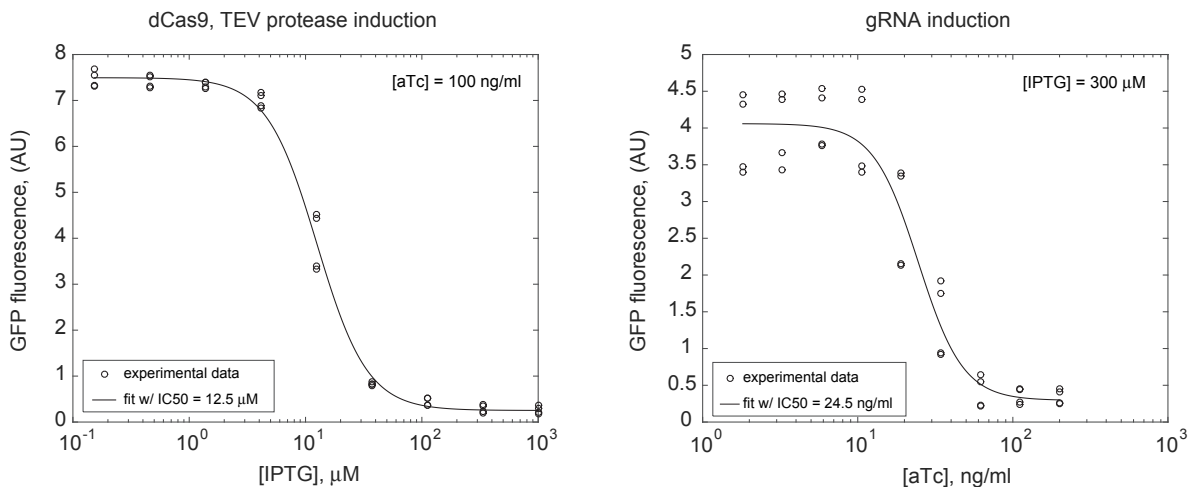 dCas9, TEV protease induction
[aTc] = 100 ng/ml
GFP fluorescence, (AU)
8
7
6
5
4
3
2
1
0
experimental data
fit w/ IC50 = 12.5 μM
10⁻¹ 10⁰ 10¹ 10² 10³
[IPTG], μM
gRNA induction
[IPTG] = 300 μM
GFP fluorescence, (AU)
5
4.5
4
3.5
3
2.5
2
1.5
1
0.5
0
experimental data
fit w/ IC50 = 24.5 ng/ml
10⁰ 10¹ 10² 10³
[aTc], ng/ml